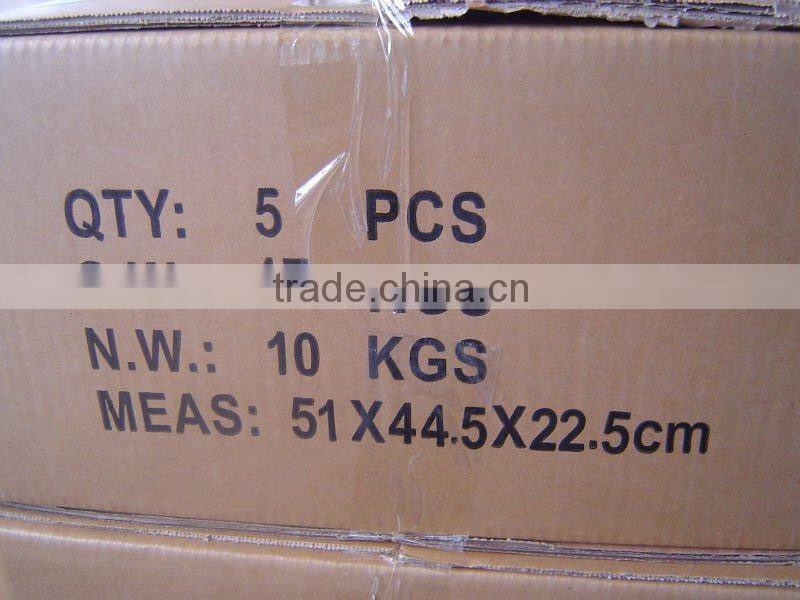 QTY: 5 PCS
trade.china.cn
N.W.: 10 KGS
MEAS: 51X44.5X22.5cm